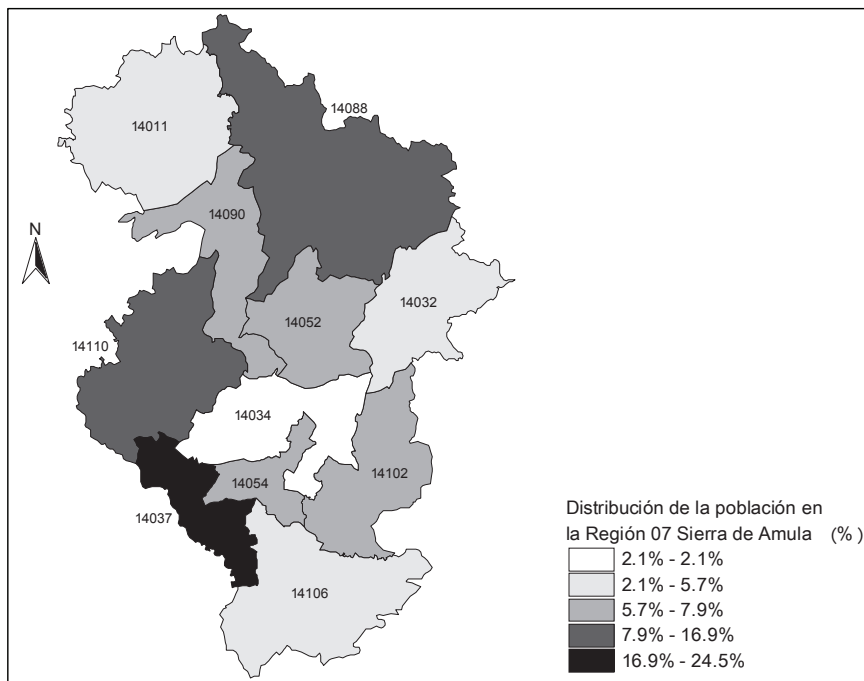 14088
14011
14090
N
14032
14052
14110
14034
14102
14054
14037
14106
Distribución de la población en
la Región 07 Sierra de Amula (% )
2.1% - 2.1%
2.1% - 5.7%
5.7% - 7.9%
7.9% - 16.9%
16.9% - 24.5%